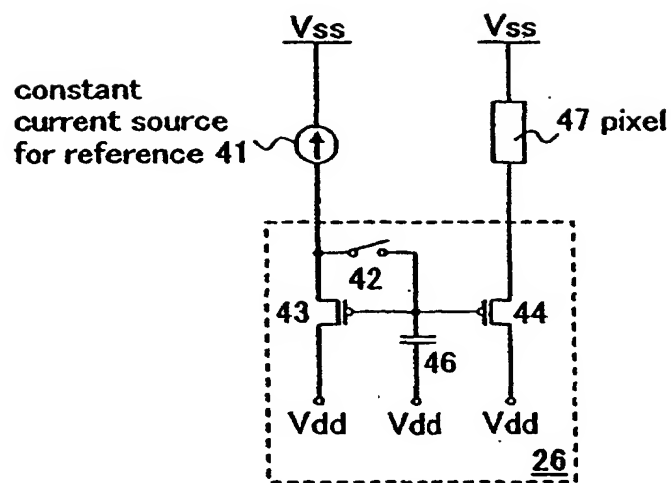 Vss
Vss
constant
current source
for reference 41
47 pixel
42
43
44
46
Vdd
Vdd
Vdd
26